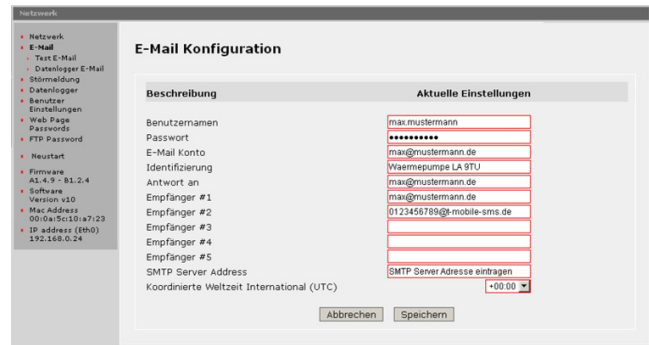 Netzwerk
Netzwerk
E-Mail
Test E-Mail
Datenlogger E-Mail
Störmeldung
Datenlogger
Benutzer
Einstellungen
Web Page
Passwords
FTP Password
Neustart
Firmware
A1.4.9 - B1.2.4
Software
Version v10
Mac Address
00:0a:5c:10:a7:23
IP address (Eth0)
192.168.0.24
E-Mail Konfiguration
Beschreibung Aktuelle Einstellungen
Benutzernamen max.mustermann
Passwort ●●●●●●●●●●
E-Mail Konto max@mustermann.de
Identifizierung Waermepumpe LA 9TU
Antwort an max@mustermann.de
Empfänger #1 max@mustermann.de
Empfänger #2 0123456789@t-mobile-sms.de
Empfänger #3
Empfänger #4
Empfänger #5
SMTP Server Address SMTP Server Adresse eintragen
Koordinierte Weltzeit International (UTC) +00:00
Abbrechen Speichern